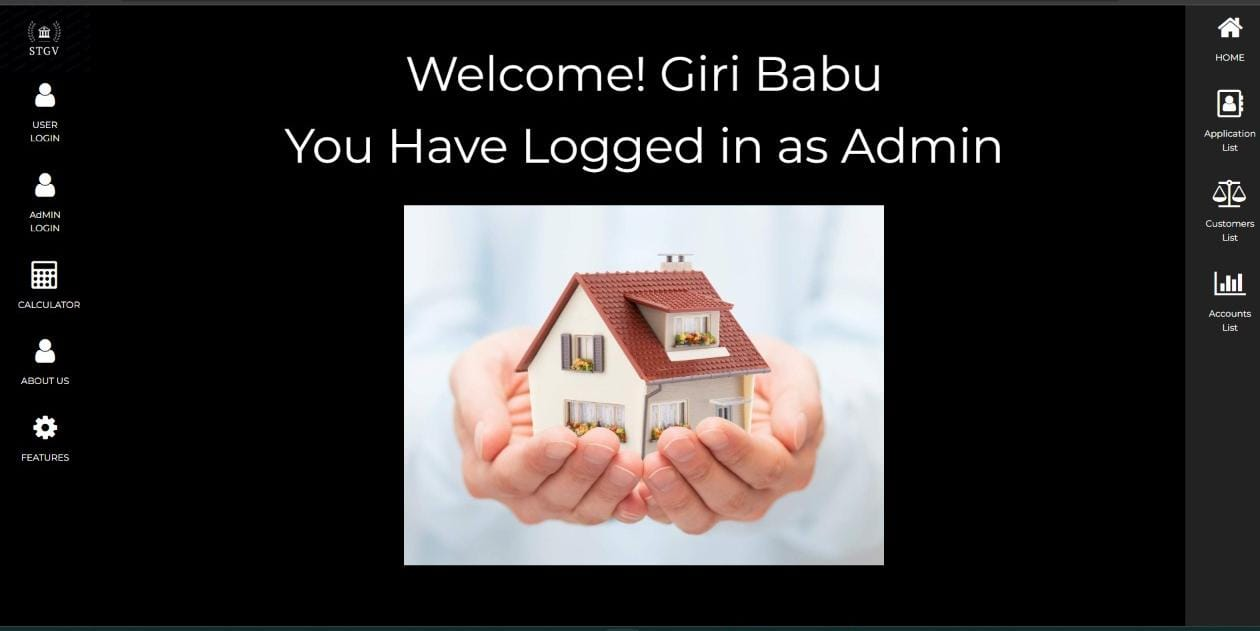 STGV
USER
LOGIN
AdMIN
LOGIN
CALCULATOR
ABOUT US
FEATURES
Welcome! Giri Babu
You Have Logged in as Admin
HOME
Application
List
Customers
List
Accounts
List